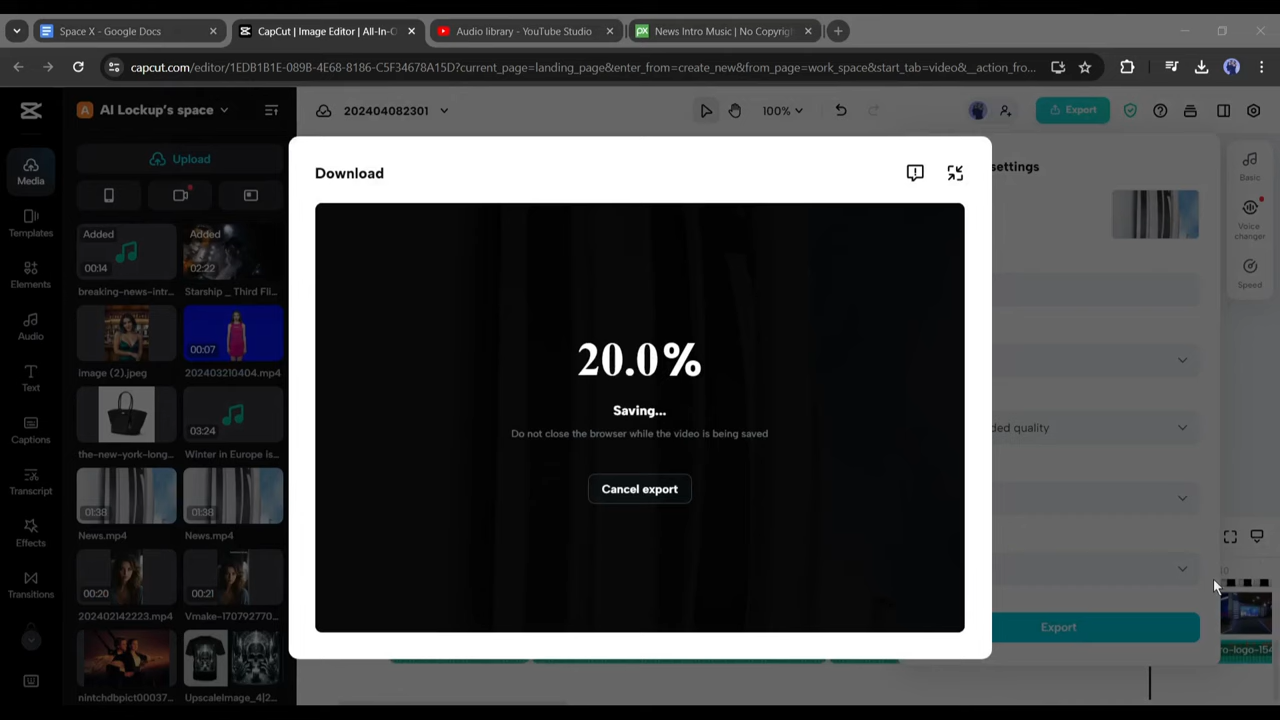 Space X - Google Docs
CapCut | Image Editor | All-In-O
Audio library - YouTube Studio
News Intro Music | No Copyrig
capcut.com/editor/1EDB1B1E-089B-4E68-8186-C5F34678A15D?current_page=landing_page&enter_from=create_new&from_page=work_space&start_tab=video&__action_fro...
AI Lockup's space
202404082301
100%
Export
Upload
Download
settings
Media
Templates
Elements
Audio
Text
Captions
Transcript
Effects
Transitions
Added
00:14
breaking-news-intr...
Added
02:22
Starship _ Third Fli...
Image (2).jpeg
00:07
202403210404.mp4
the-new-york-long...
03:24
Winter in Europe is...
01:38
News.mp4
01:38
News.mp4
00:20
202402142223.mp4
00:21
Vmake-170792770...
nintchdbpict00037...
UpscaleImage_4|2...
20.0%
Saving...
Do not close the browser while the video is being saved
Cancel export
ded quality
Export
Basic
Voice
changer
Speed
ro-logo-154